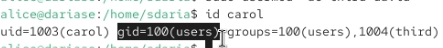 alice@dariase:/home/sdaria$ id carol
uid=1003(carol) gid=100(users) groups=100(users),1004(third)